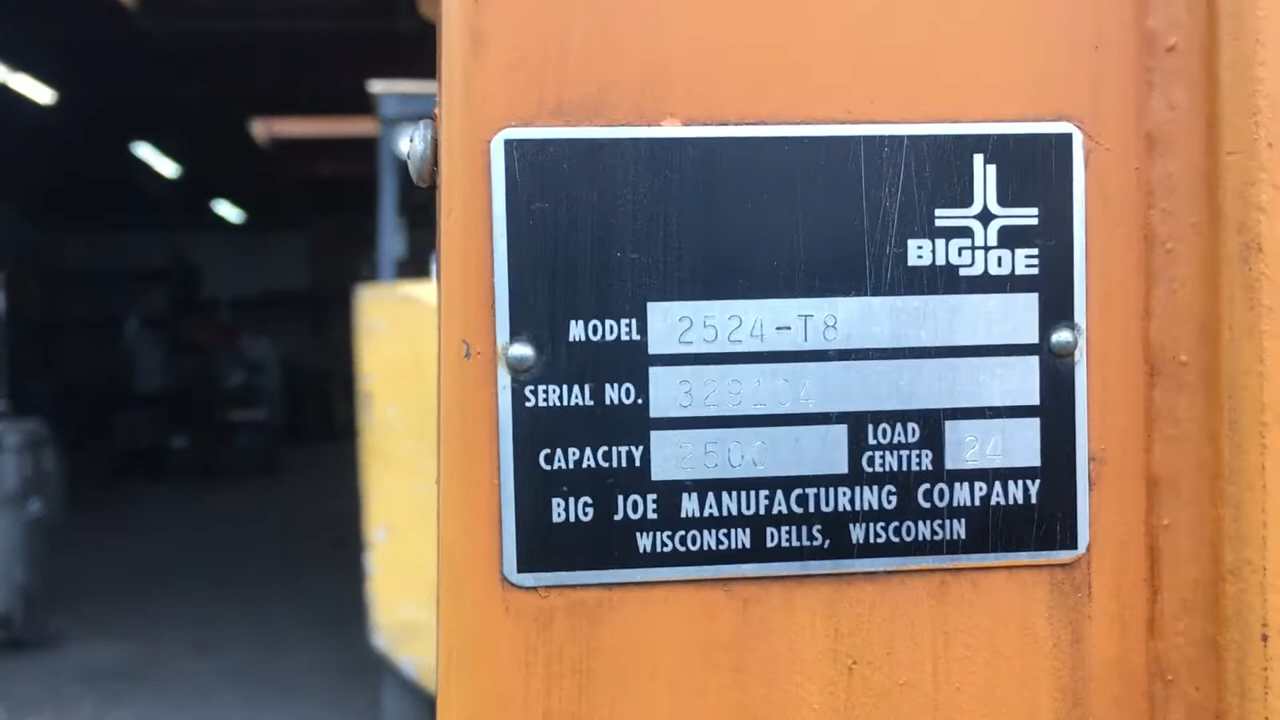 BIG JOE
MODEL 2524-T8
SERIAL NO. 329104
CAPACITY 2500 LOAD CENTER 24
BIG JOE MANUFACTURING COMPANY
WISCONSIN DELLS, WISCONSIN